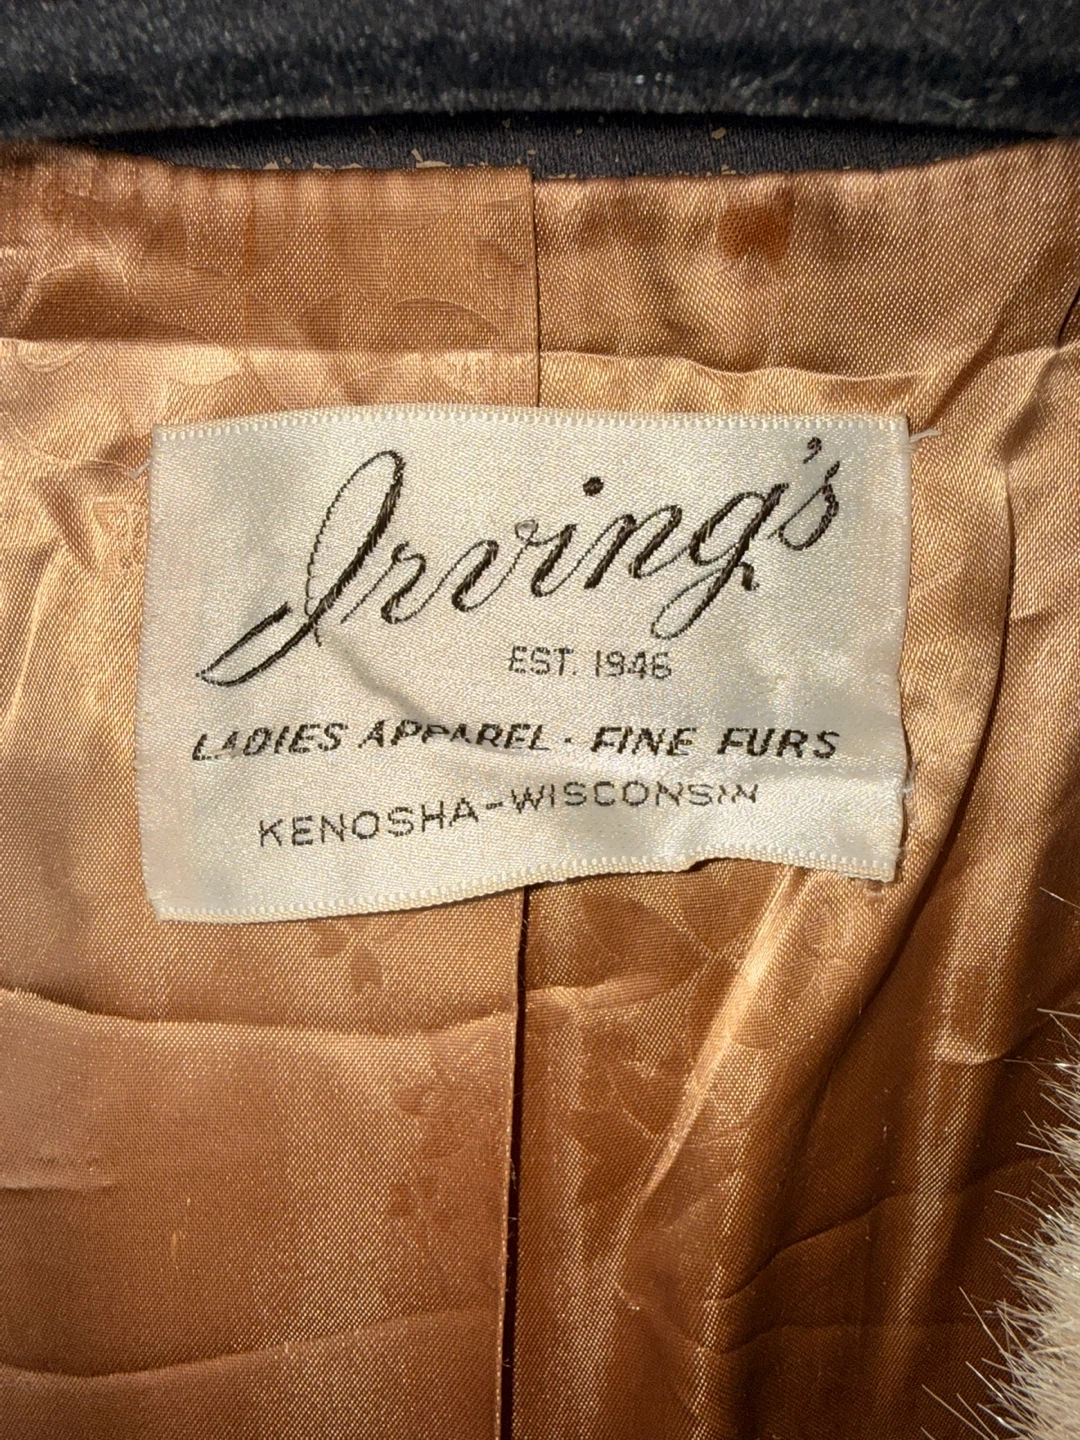 Irving's
EST. 1946
LADIES APPAREL · FINE FURS
KENOSHA-WISCONSIN